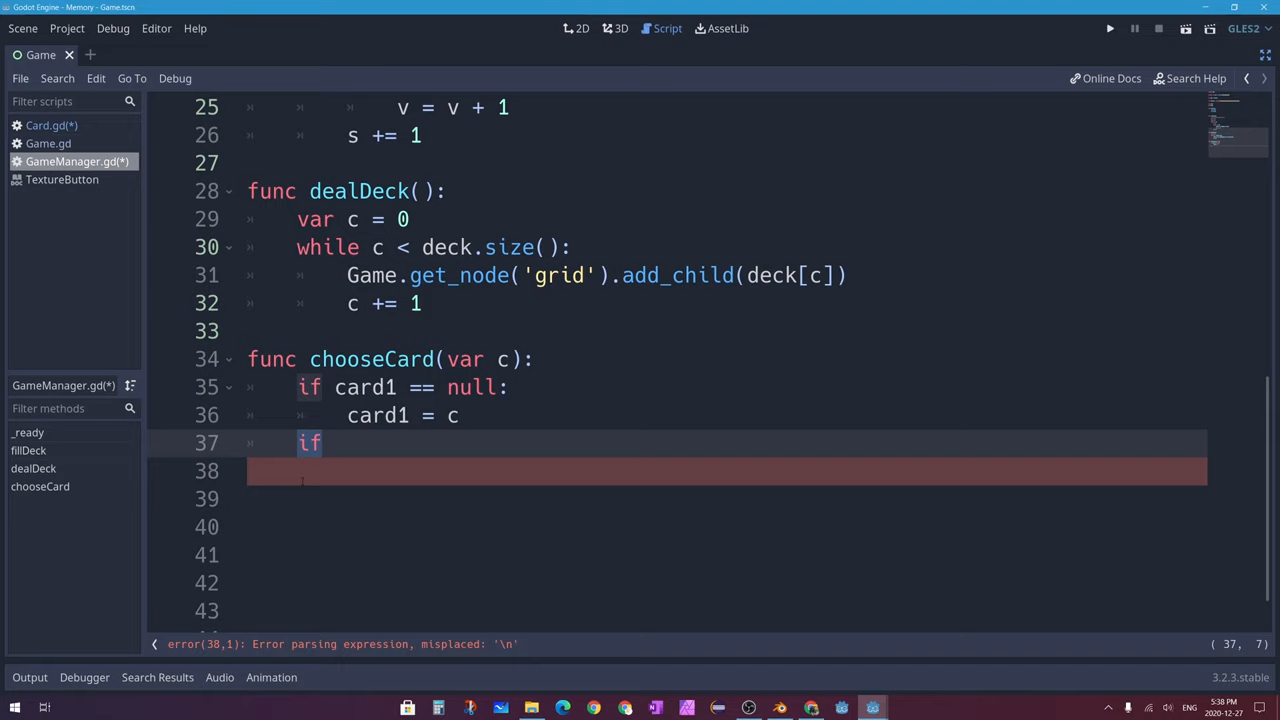 Godot Engine - Memory - Game.tscn
Scene Project Debug Editor Help
2D 3D Script AssetLib
GLES2
Game
File Search Edit Go To Debug
Online Docs Search Help
Filter scripts
Card.gd(*)
Game.gd
GameManager.gd(*)
TextureButton
GameManager.gd(*)
Filter methods
_ready
fillDeck
dealDeck
chooseCard
25 v = v + 1
26 s += 1
27
28 func dealDeck():
29 var c = 0
30 while c < deck.size():
31 Game.get_node('grid').add_child(deck[c])
32 c += 1
33
34 func chooseCard(var c):
35 if card1 == null:
36 card1 = c
37 if
38
39
40
41
42
43
error(38,1): Error parsing expression, misplaced: '\n'
( 37, 7)
Output Debugger Search Results Audio Animation
3.2.3.stable
ENG
5:38 PM
2020-12-27